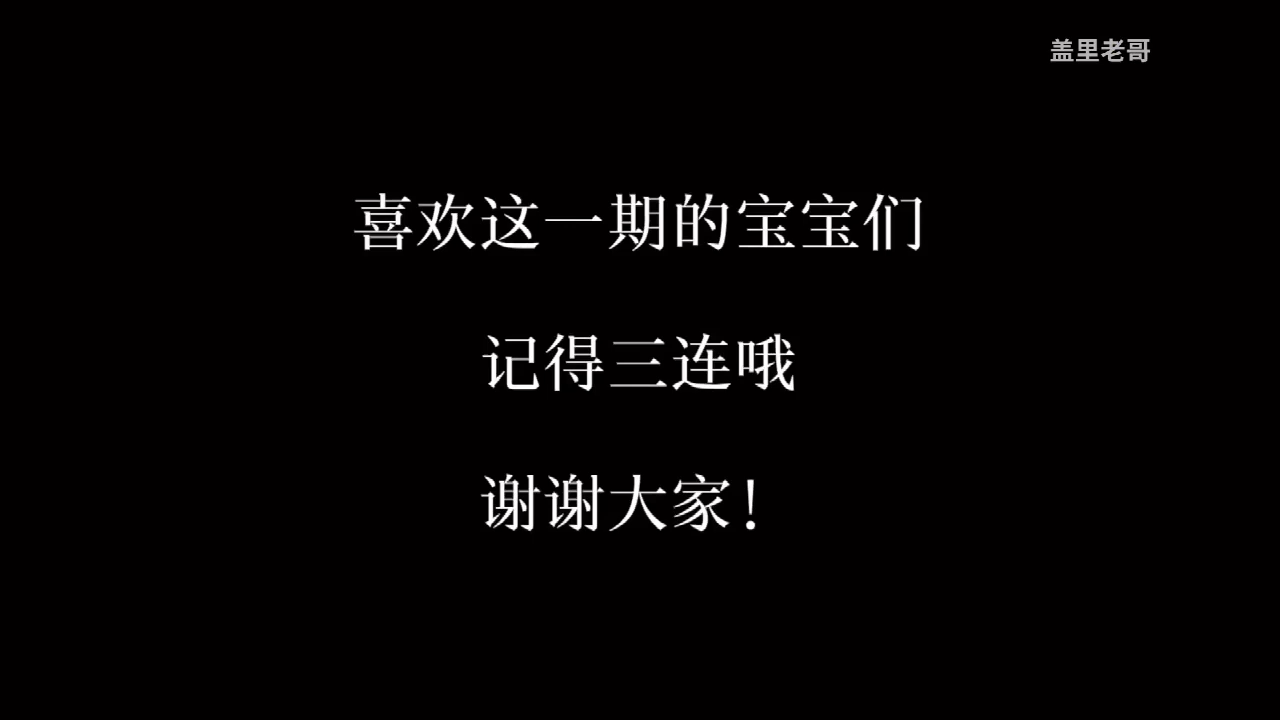 盖里老哥
喜欢这一期的宝宝们
记得三连哦
谢谢大家！